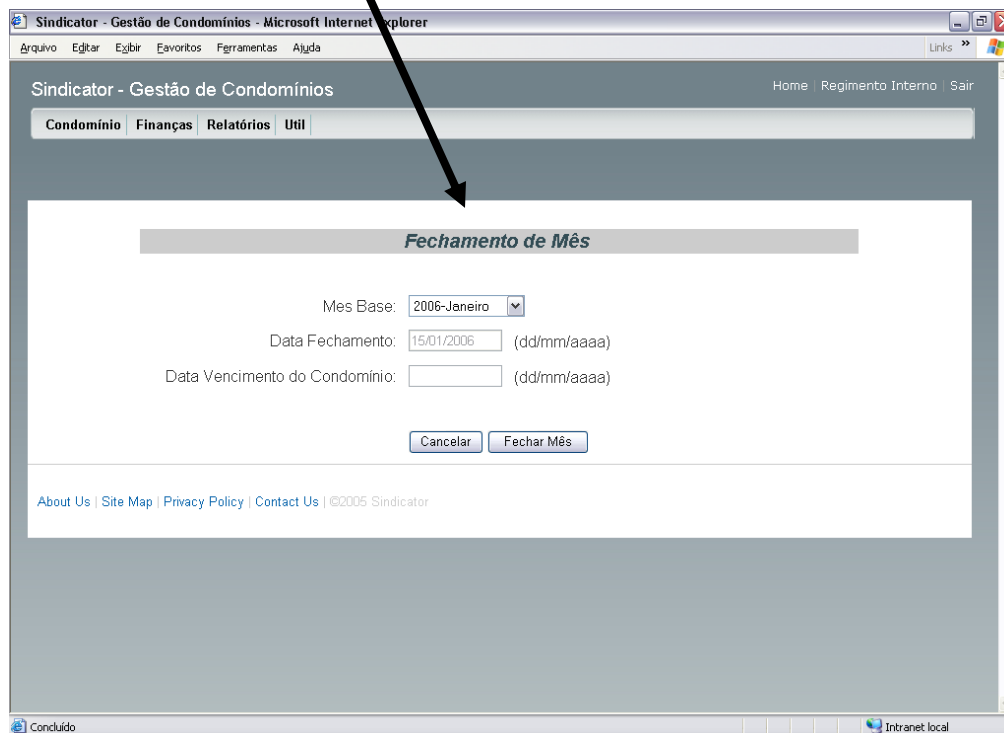 Sindicator - Gestão de Condomínios - Microsoft Internet Explorer
Arquivo Editar Exibir Favoritos Ferramentas Ajuda Links »
Sindicator - Gestão de Condomínios Home | Regimento Interno | Sair
Condomínio Finanças Relatórios Util
Fechamento de Mês
Mes Base: 2006-Janeiro
Data Fechamento: 15/01/2006 (dd/mm/aaaa)
Data Vencimento do Condomínio: (dd/mm/aaaa)
Cancelar Fechar Mês
About Us | Site Map | Privacy Policy | Contact Us | ©2005 Sindicator
Concluído Intranet local